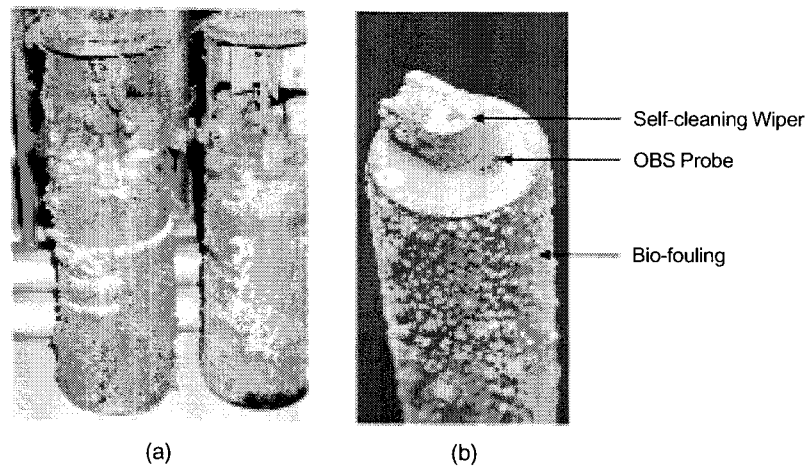 Self-cleaning Wiper
OBS Probe
Bio-fouling
(a)
(b)